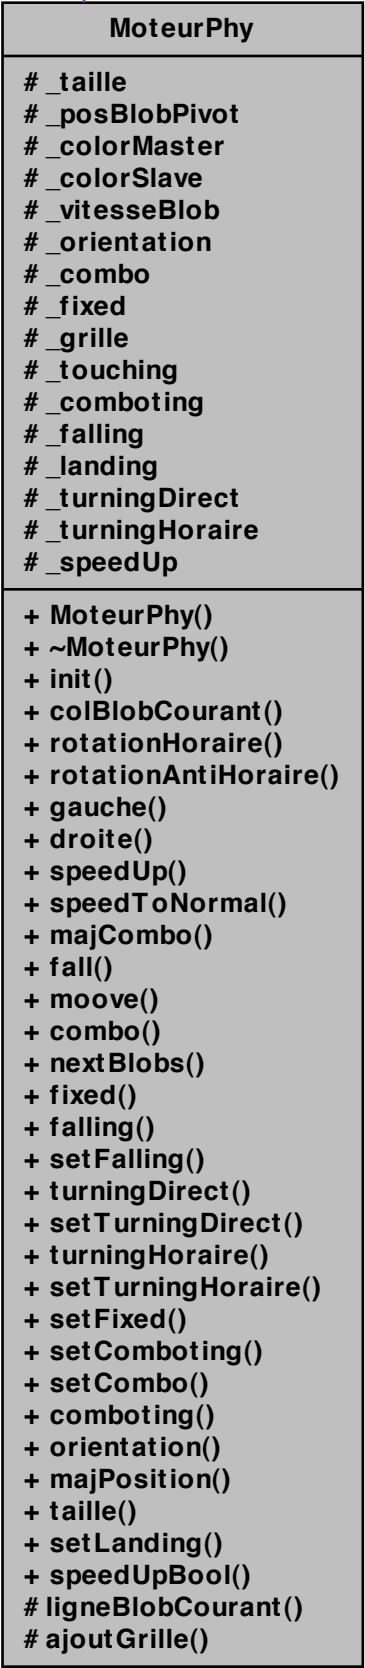 MoteurPhy
# _taille
# _posBlobPivot
# _colorMaster
# _colorSlave
# _vitesseBlob
# _orientation
# _combo
# _fixed
# _grille
# _touching
# _comboting
# _falling
# _landing
# _turningDirect
# _turningHoraire
# _speedUp
+ MoteurPhy()
+ ~MoteurPhy()
+ init()
+ colBlobCourant()
+ rotationHoraire()
+ rotationAntiHoraire()
+ gauche()
+ droite()
+ speedUp()
+ speedToNormal()
+ majCombo()
+ fall()
+ moove()
+ combo()
+ nextBlobs()
+ fixed()
+ falling()
+ setFalling()
+ turningDirect()
+ setTurningDirect()
+ turningHoraire()
+ setTurningHoraire()
+ setFixed()
+ setComboting()
+ setCombo()
+ comboting()
+ orientation()
+ majPosition()
+ taille()
+ setLanding()
+ speedUpBool()
# ligneBlobCourant()
# ajoutGrille()